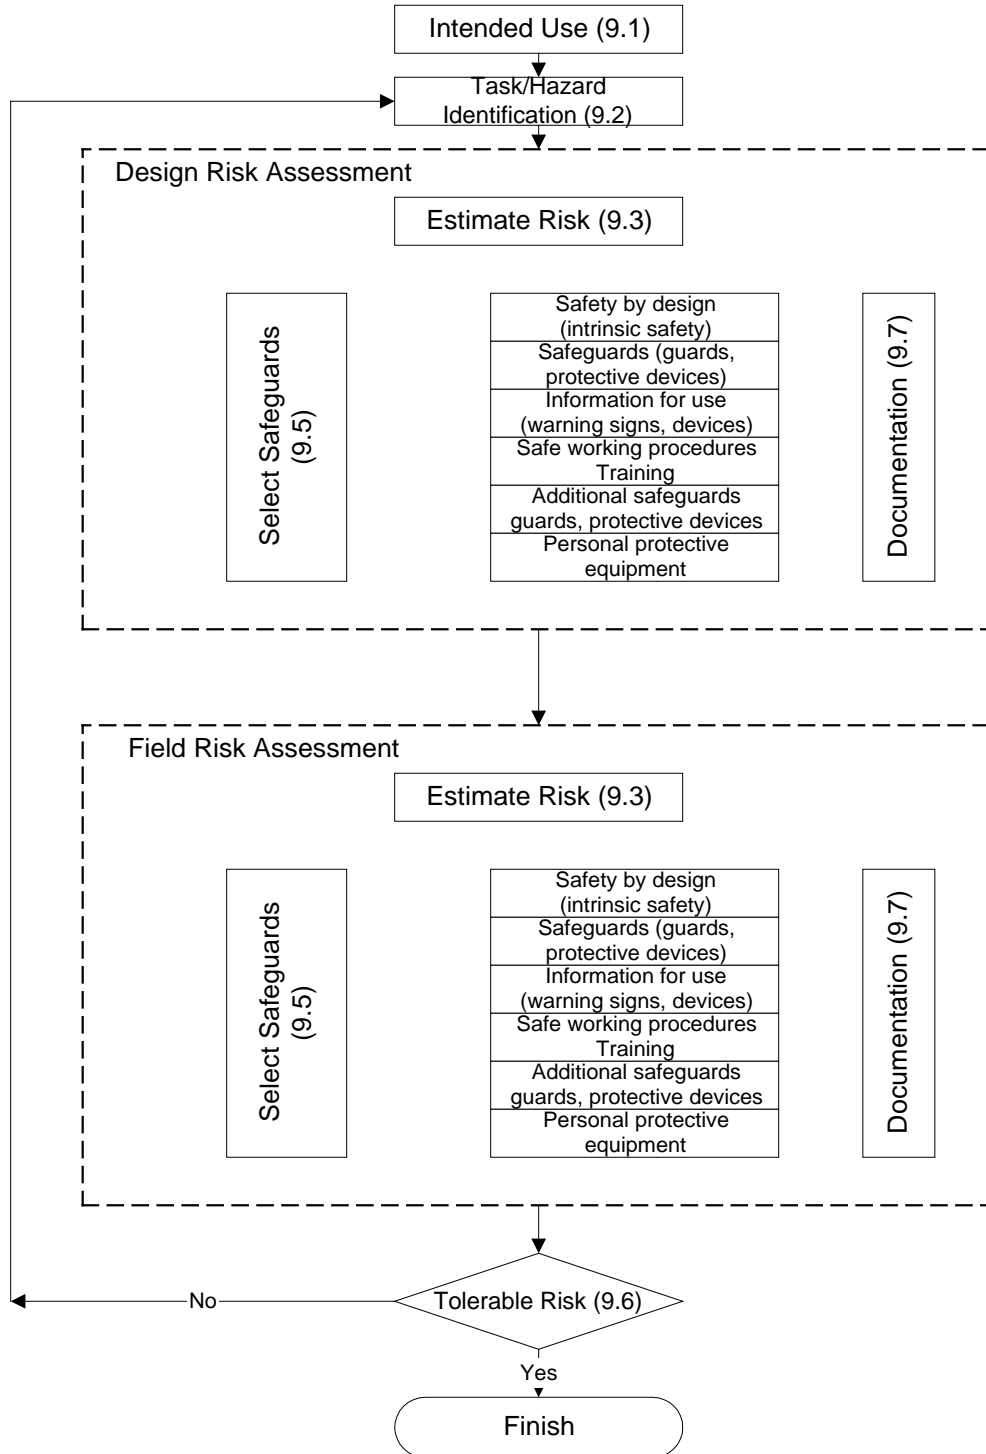 Intended Use (9.1)
Task/Hazard
Identification (9.2)
Design Risk Assessment
Estimate Risk (9.3)
Select Safeguards
(9.5)
Safety by design
(intrinsic safety)
Safeguards (guards,
protective devices)
Information for use
(warning signs, devices)
Safe working procedures
Training
Additional safeguards
guards, protective devices
Personal protective
equipment
Documentation (9.7)
Field Risk Assessment
Estimate Risk (9.3)
Select Safeguards
(9.5)
Safety by design
(intrinsic safety)
Safeguards (guards,
protective devices)
Information for use
(warning signs, devices)
Safe working procedures
Training
Additional safeguards
guards, protective devices
Personal protective
equipment
Documentation (9.7)
Tolerable Risk (9.6)
No
Yes
Finish